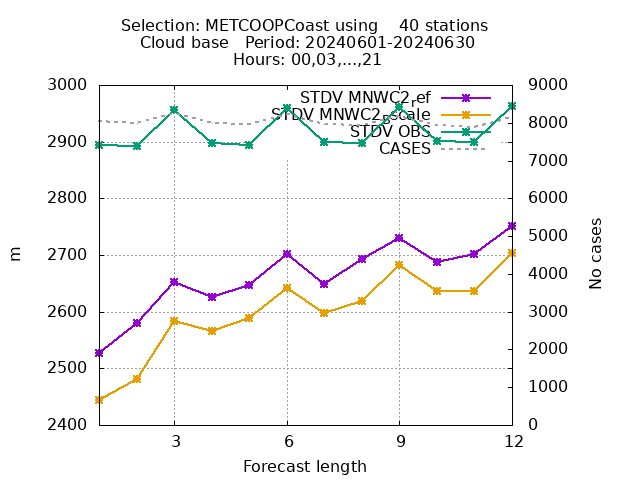 Selection: METCOOPCoast using    40 stations
Cloud base   Period: 20240601-20240630
Hours: 00,03,...,21
3000
2900
2800
2700
2600
2500
2400
9000
8000
7000
6000
5000
4000
3000
2000
1000
0
STDV MNWC2_ref
STDV MNWC2_scale
STDV OBS
CASES
m
No cases
3
6
9
12
Forecast length